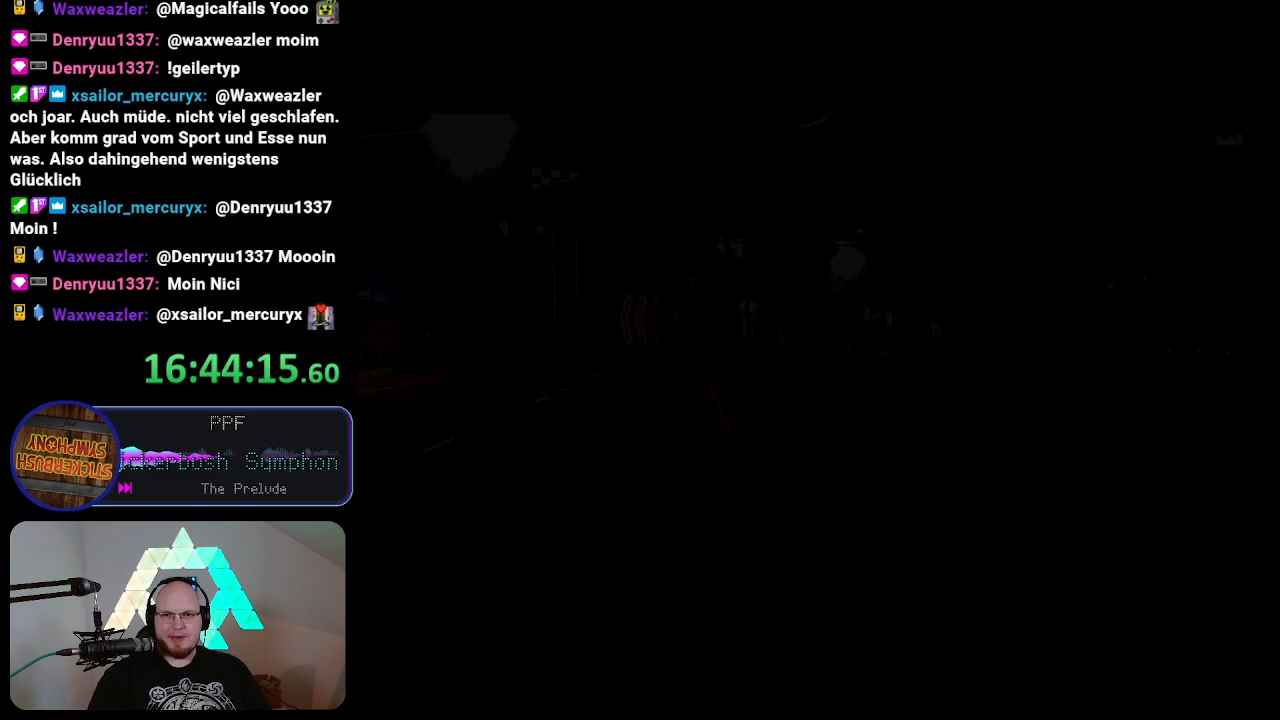 Waxweazler: @Magicalfails Yooo
Denryuu1337: @waxweazler moim
Denryuu1337: !geilertyp
xsailor_mercuryx: @Waxweazler
och joar. Auch müde. nicht viel geschlafen.
Aber komm grad vom Sport und Esse nun
was. Also dahingehend wenigstens
Glücklich
xsailor_mercuryx: @Denryuu1337
Moin !
Waxweazler: @Denryuu1337 Moooin
Denryuu1337: Moin Nici
Waxweazler: @xsailor_mercuryx
16:44:15.60
PPF
ickerbush Symphon
The Prelude
STICKERBUSH
SYMPHONY